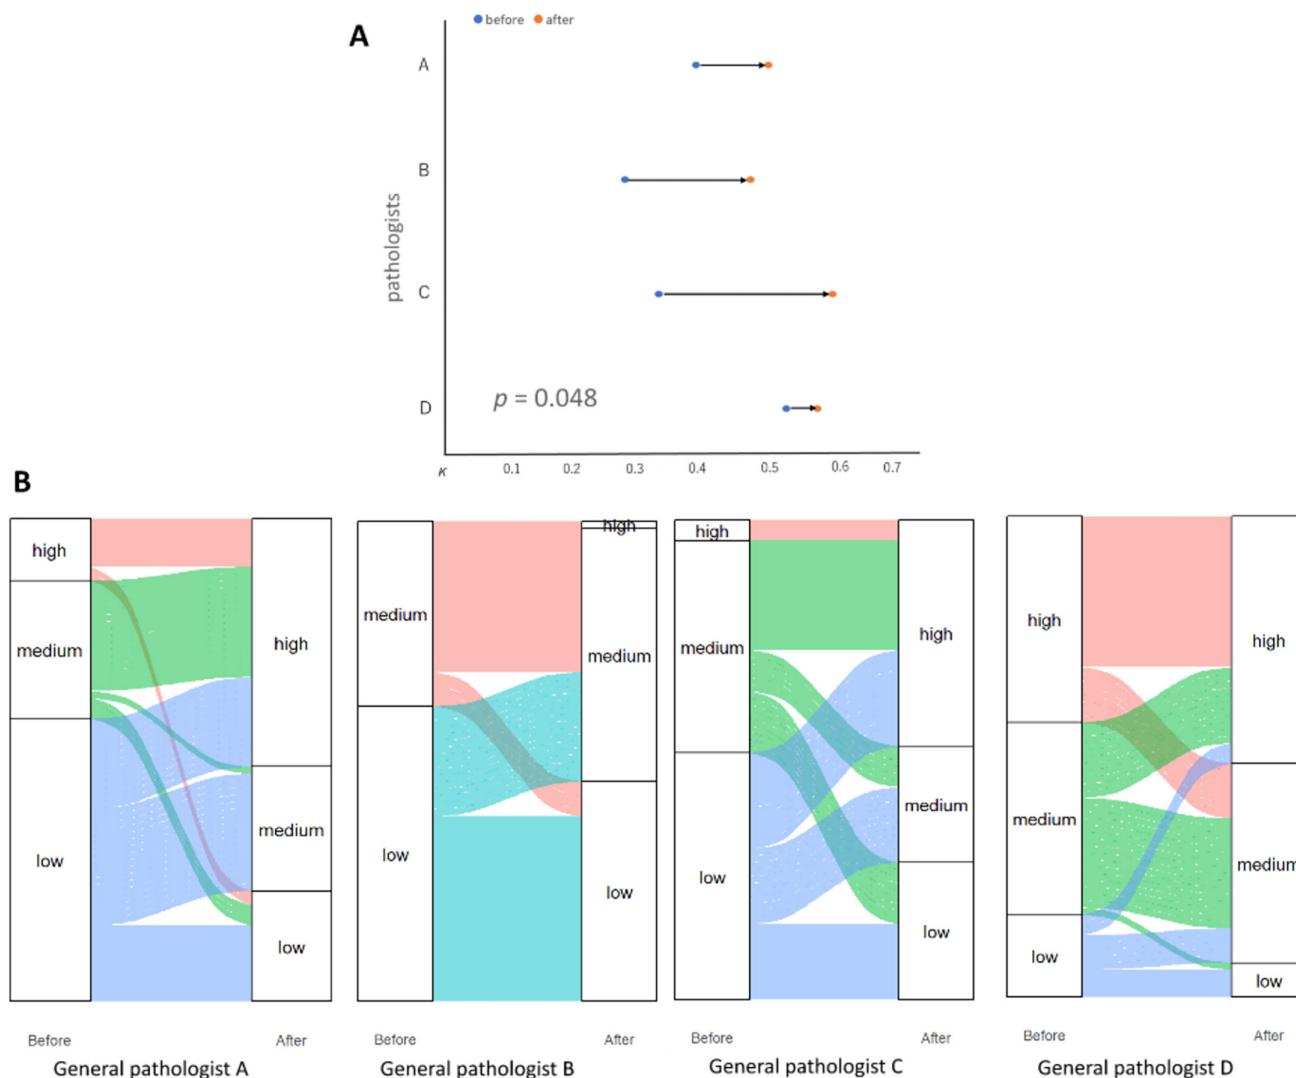 A
before after
A
B
pathologists
C
p = 0.048
D
K 0.1 0.2 0.3 0.4 0.5 0.6 0.7
B
high
medium
low
high
medium
low
Before After
General pathologist A
medium
low
high
medium
low
Before After
General pathologist B
high
medium
low
high
medium
low
Before After
General pathologist C
high
medium
low
high
medium
low
Before After
General pathologist D